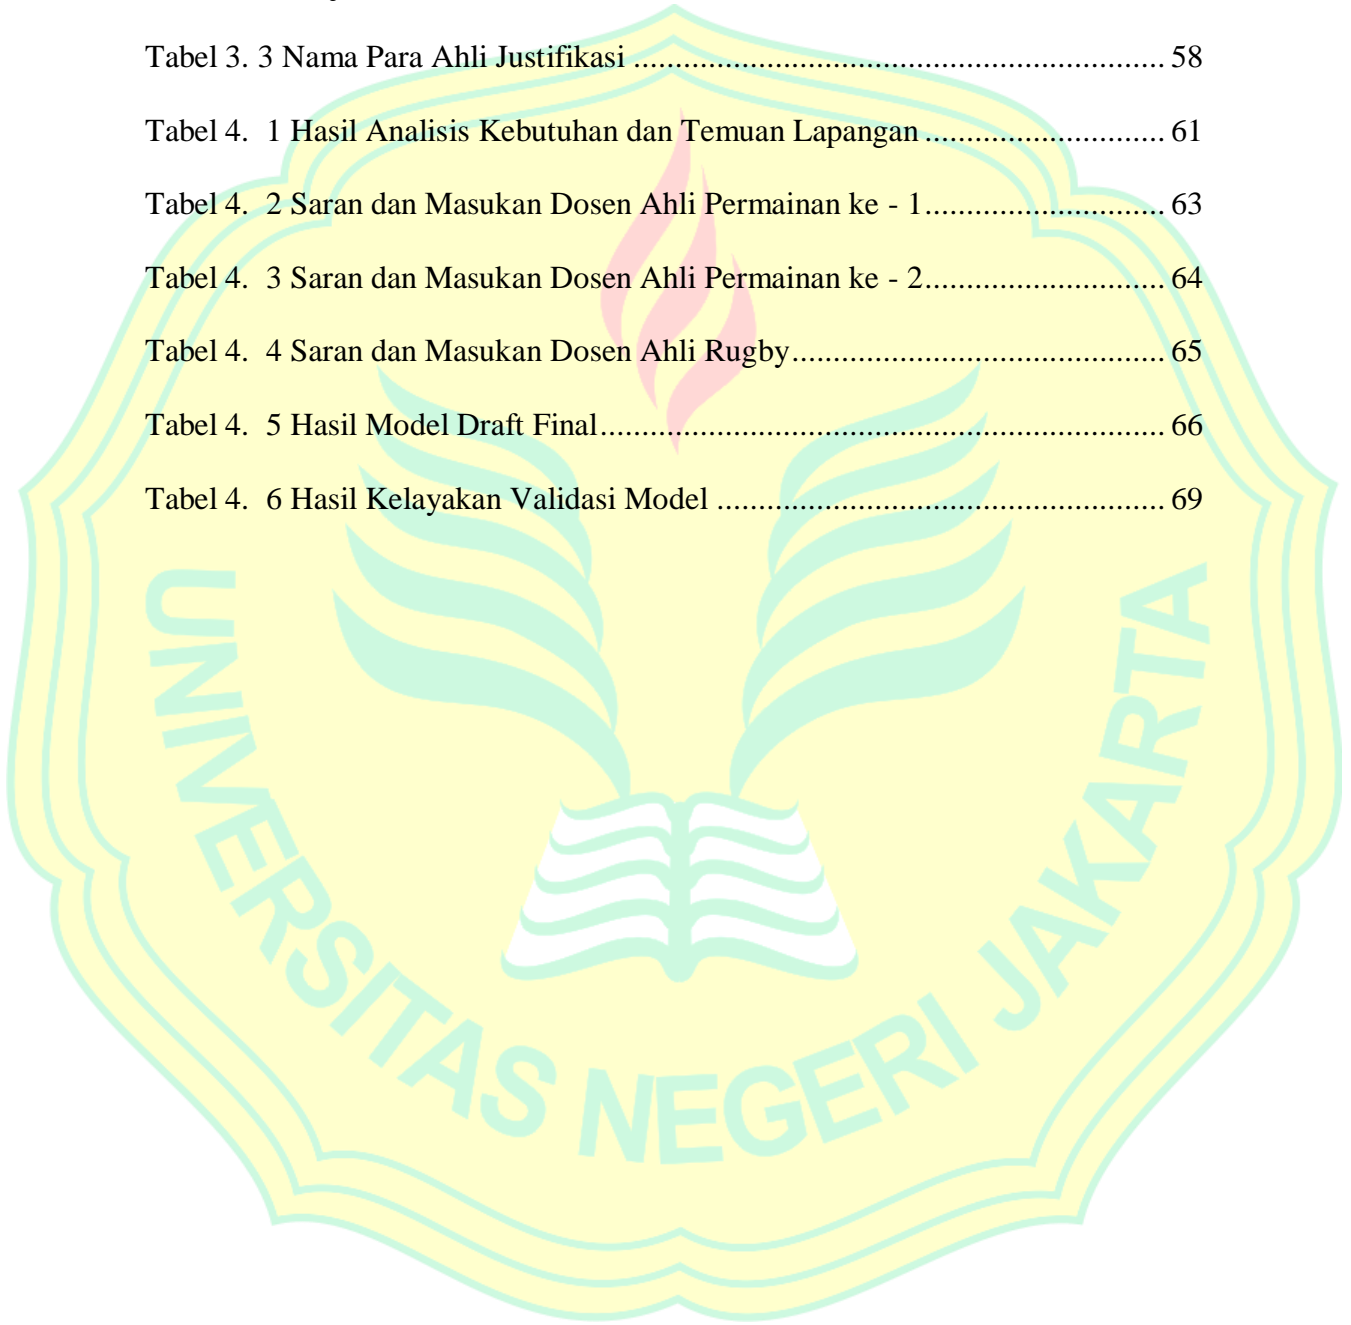 Tabel 3. 3 Nama Para Ahli Justifikasi .................................................................. 58
Tabel 4.  1 Hasil Analisis Kebutuhan dan Temuan Lapangan .............................. 61
Tabel 4.  2 Saran dan Masukan Dosen Ahli Permainan ke - 1.............................. 63
Tabel 4.  3 Saran dan Masukan Dosen Ahli Permainan ke - 2.............................. 64
Tabel 4.  4 Saran dan Masukan Dosen Ahli Rugby............................................... 65
Tabel 4.  5 Hasil Model Draft Final....................................................................... 66
Tabel 4.  6 Hasil Kelayakan Validasi Model ........................................................ 69
UNIVERSITAS NEGERI JAKARTA